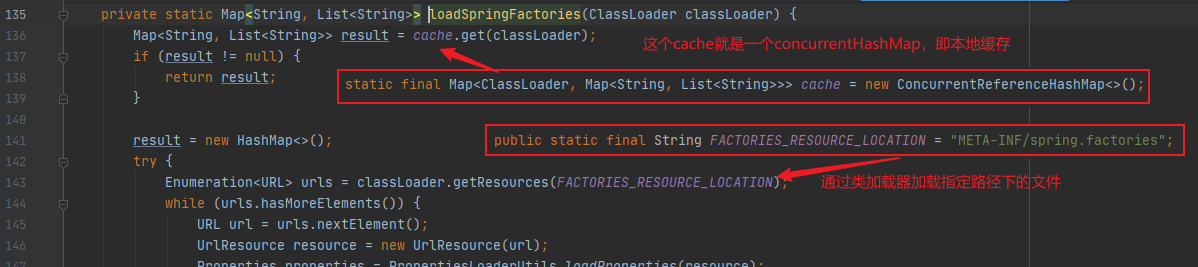 135 private static Map<String, List<String>> loadSpringFactories(ClassLoader classLoader) {
136 Map<String, List<String>> result = cache.get(classLoader);
这个cache就是一个concurrentHashMap，即本地缓存
137 if (result != null) {
138 return result;
static final Map<ClassLoader, Map<String, List<String>>> cache = new ConcurrentReferenceHashMap<>();
139 }
140
141 result = new HashMap<>();
public static final String FACTORIES_RESOURCE_LOCATION = "META-INF/spring.factories";
142 try {
143 Enumeration<URL> urls = classLoader.getResources(FACTORIES_RESOURCE_LOCATION);
通过类加载器加载指定路径下的文件
144 while (urls.hasMoreElements()) {
145 URL url = urls.nextElement();
146 UrlResource resource = new UrlResource(url);
147 Properties properties = PropertiesLoaderUtils.loadProperties(resource);